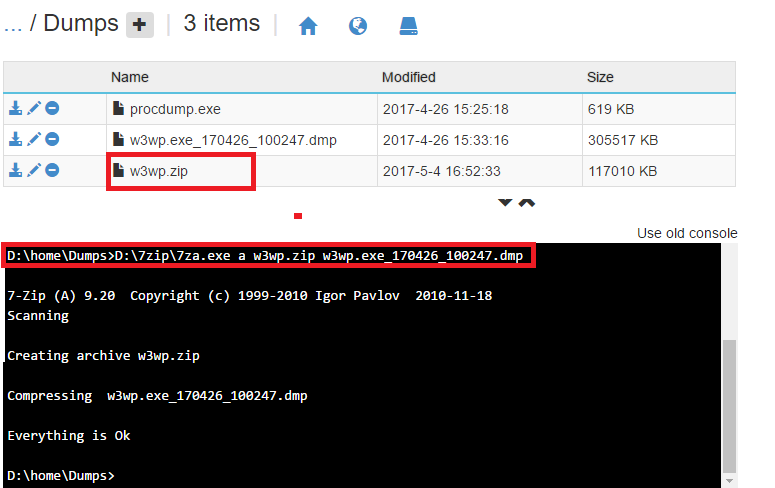 ... / Dumps + | 3 items |
Name Modified Size
procdump.exe 2017-4-26 15:25:18 619 KB
w3wp.exe_170426_100247.dmp 2017-4-26 15:33:16 305517 KB
w3wp.zip 2017-5-4 16:52:33 117010 KB
Use old console
D:\home\Dumps>D:\7zip\7za.exe a w3wp.zip w3wp.exe_170426_100247.dmp
7-Zip (A) 9.20  Copyright (c) 1999-2010 Igor Pavlov  2010-11-18
Scanning
Creating archive w3wp.zip
Compressing  w3wp.exe_170426_100247.dmp
Everything is Ok
D:\home\Dumps>